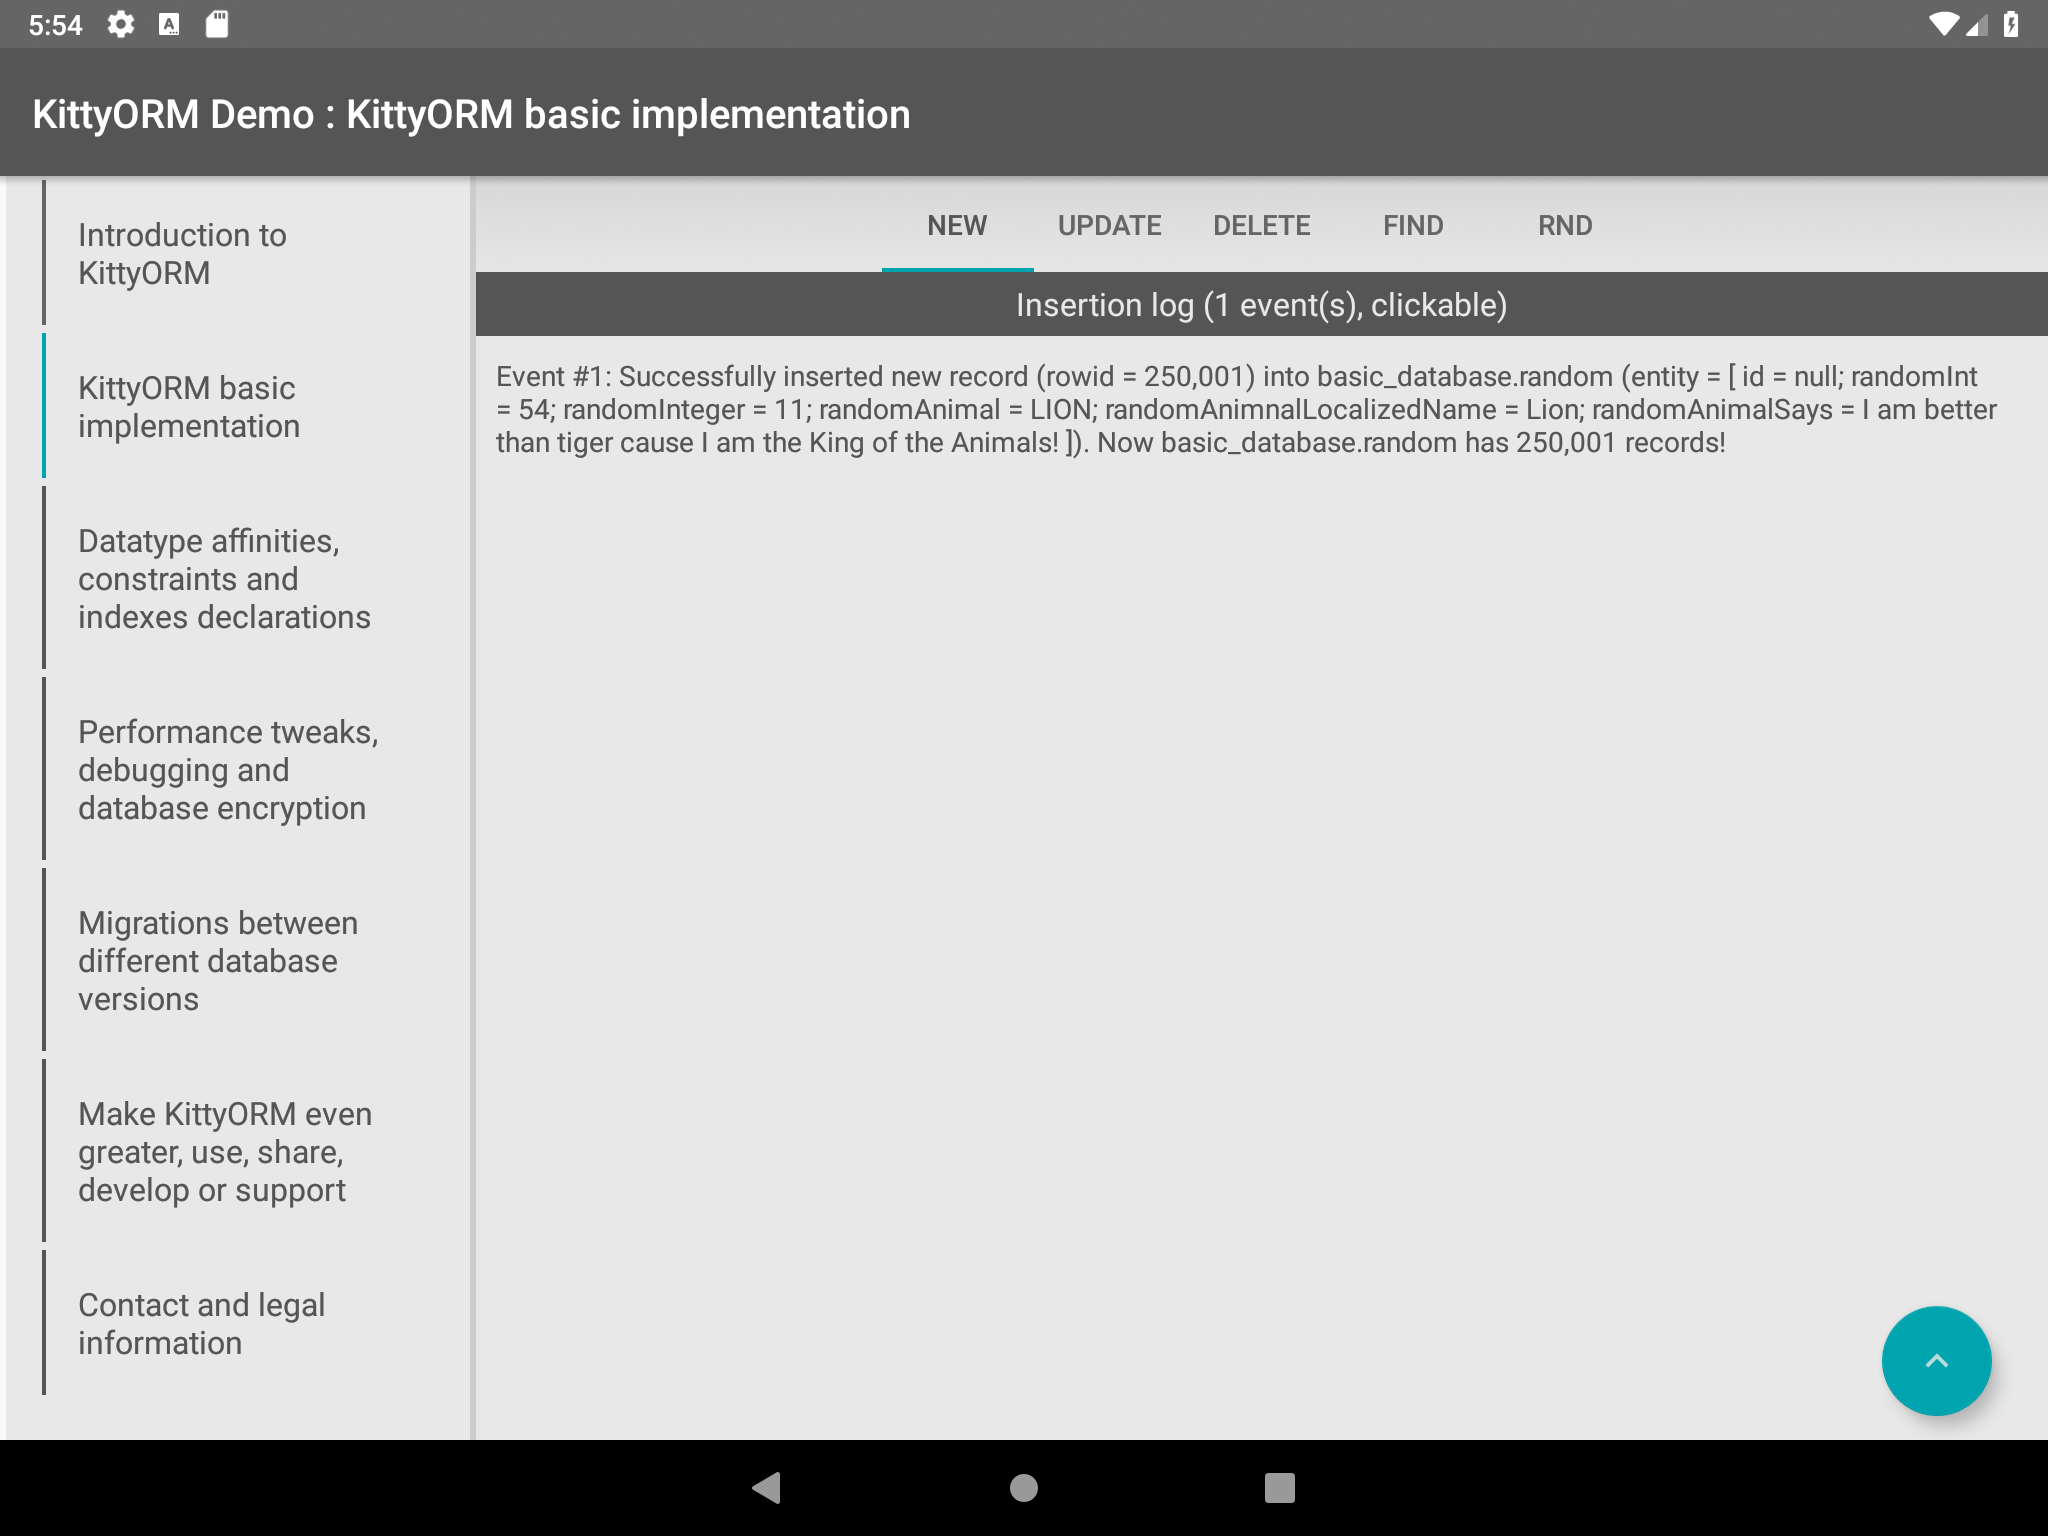 5:54
KittyORM Demo : KittyORM basic implementation
Introduction to
KittyORM
KittyORM basic
implementation
Datatype affinities,
constraints and
indexes declarations
Performance tweaks,
debugging and
database encryption
Migrations between
different database
versions
Make KittyORM even
greater, use, share,
develop or support
Contact and legal
information
NEW UPDATE DELETE FIND RND
Insertion log (1 event(s), clickable)
Event #1: Successfully inserted new record (rowid = 250,001) into basic_database.random (entity = [ id = null; randomInt
= 54; randomInteger = 11; randomAnimal = LION; randomAnimnalLocalizedName = Lion; randomAnimalSays = I am better
than tiger cause I am the King of the Animals! ]). Now basic_database.random has 250,001 records!